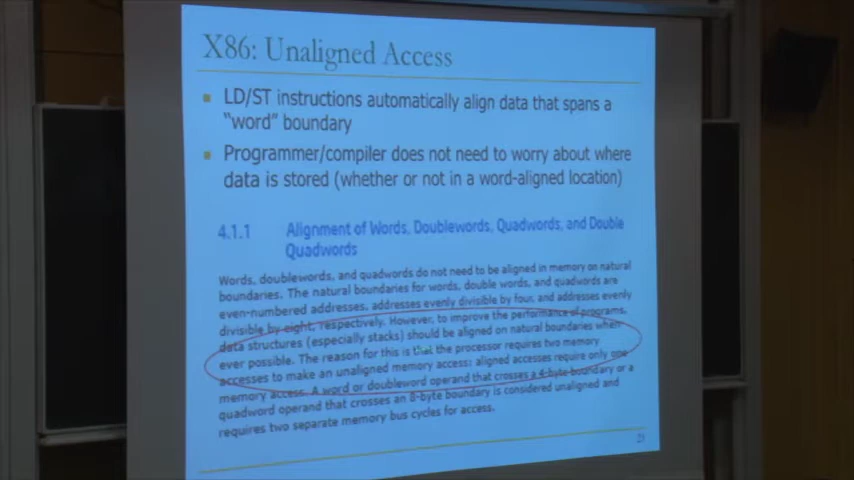 X86: Unaligned Access
LD/ST instructions automatically align data that spans a
"word" boundary
Programmer/compiler does not need to worry about where
data is stored (whether or not in a word-aligned location)
4.1.1 Alignment of Words, Doublewords, Quadwords, and Double
Quadwords
Words, doublewords, and quadwords do not need to be aligned in memory on natural
boundaries. The natural boundaries for words, double words, and quadwords are
even-numbered addresses, addresses evenly divisible by four, and addresses evenly
divisible by eight, respectively. However, to improve the performance of programs,
data structures (especially stacks) should be aligned on natural boundaries when
ever possible. The reason for this is that the processor requires two memory
accesses to make an unaligned memory access; aligned accesses require only one
memory access. A word or doubleword operand that crosses a 4-byte boundary or a
quadword operand that crosses an 8-byte boundary is considered unaligned and
requires two separate memory bus cycles for access.